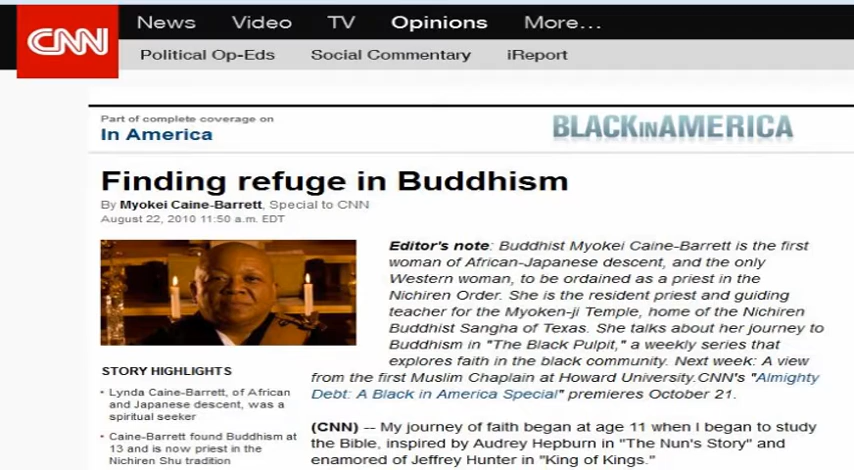 CNN
News Video TV Opinions More...
Political Op-Eds Social Commentary iReport
Part of complete coverage on
In America
BLACKINAMERICA
Finding refuge in Buddhism
By Myokei Caine-Barrett, Special to CNN
August 22, 2010 11:50 a.m. EDT
Editor's note: Buddhist Myokei Caine-Barrett is the first
woman of African-Japanese descent, and the only
Western woman, to be ordained as a priest in the
Nichiren Order. She is the resident priest and guiding
teacher for the Myoken-ji Temple, home of the Nichiren
Buddhist Sangha of Texas. She talks about her journey to
Buddhism in "The Black Pulpit," a weekly series that
explores faith in the black community. Next week: A view
from the first Muslim Chaplain at Howard University.CNN's "Almighty
Debt: A Black in America Special" premieres October 21.
(CNN) -- My journey of faith began at age 11 when I began to study
the Bible, inspired by Audrey Hepburn in "The Nun's Story" and
enamored of Jeffrey Hunter in "King of Kings."
STORY HIGHLIGHTS
• Lynda Caine-Barrett, of African
and Japanese descent, was a
spiritual seeker
• Caine-Barrett found Buddhism at
13 and is now priest in the
Nichiren Shu tradition